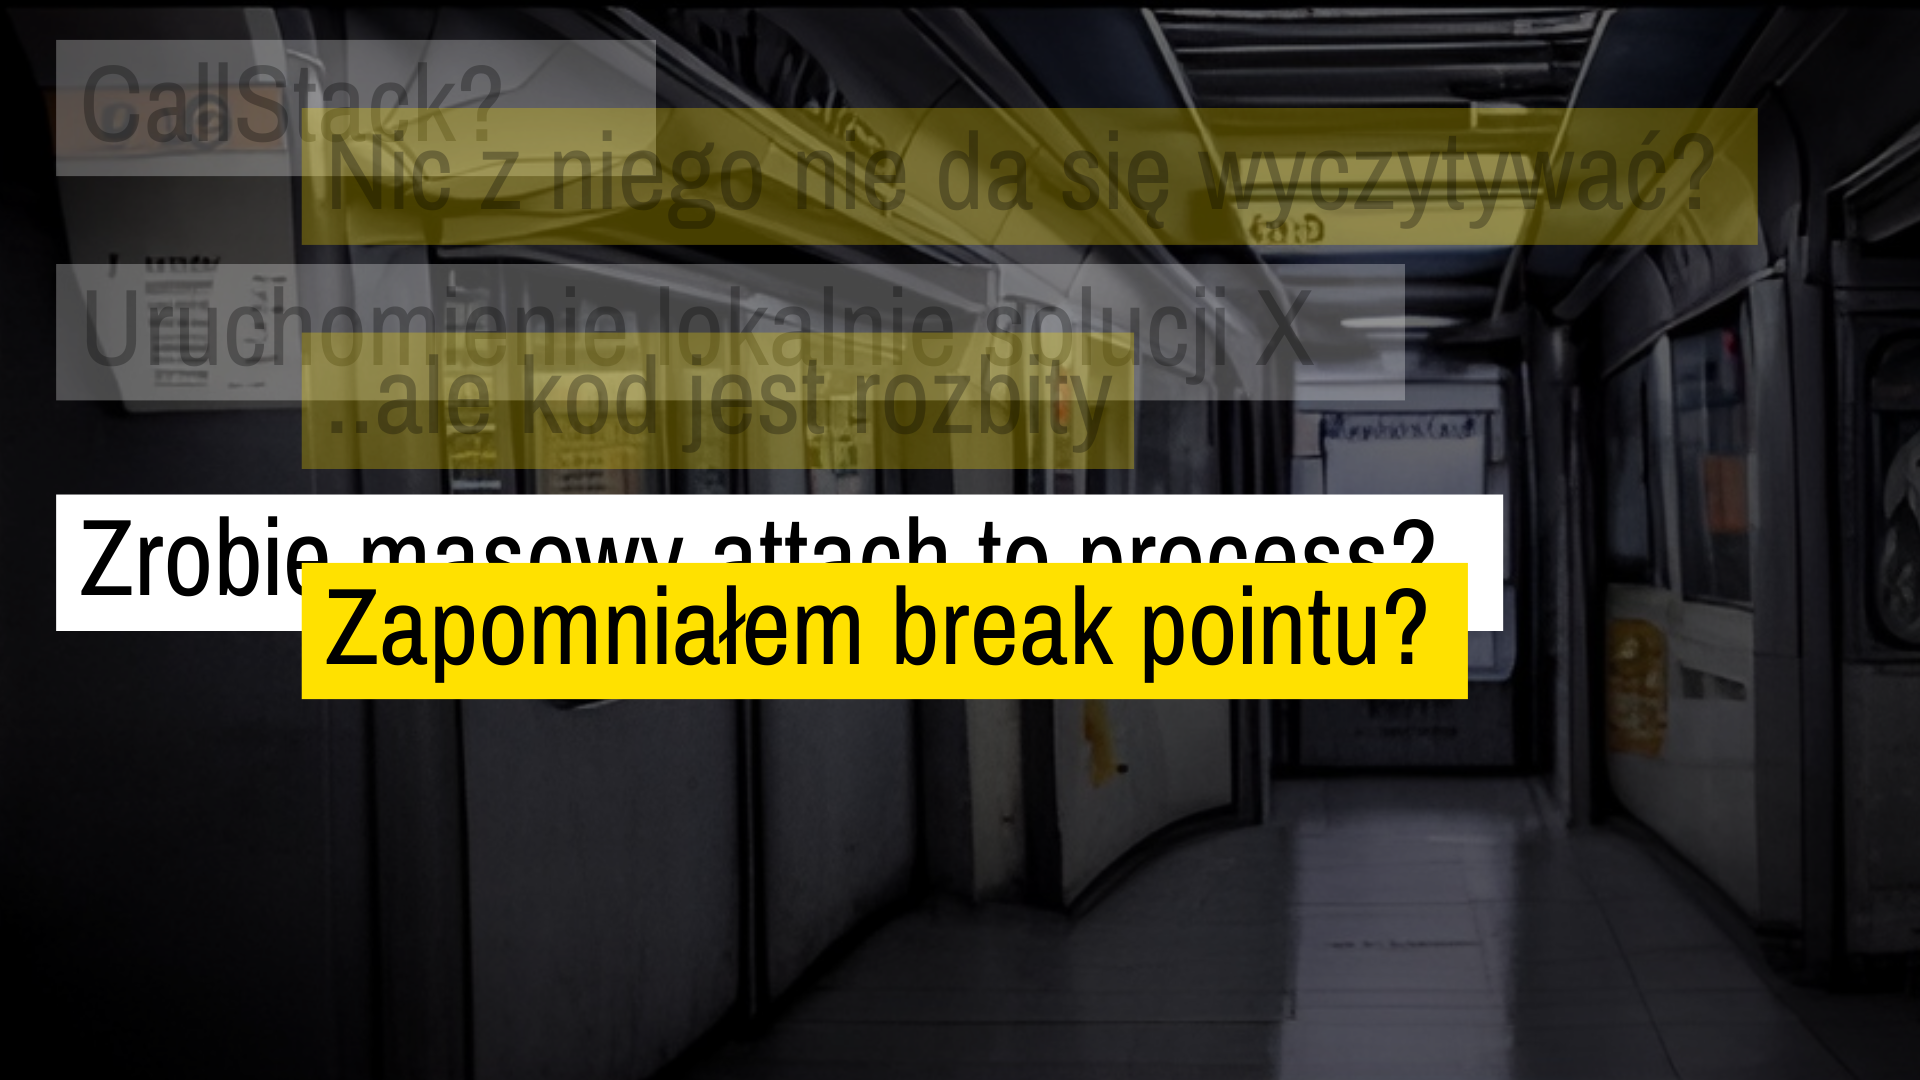 CallStack?
Nic z niego nie da się wyczytywać?
Uruchomienie lokalnie solucji X
..ale kod jest rozbity
Zrobie masowy attach to process?
Zapomniałem break pointu?